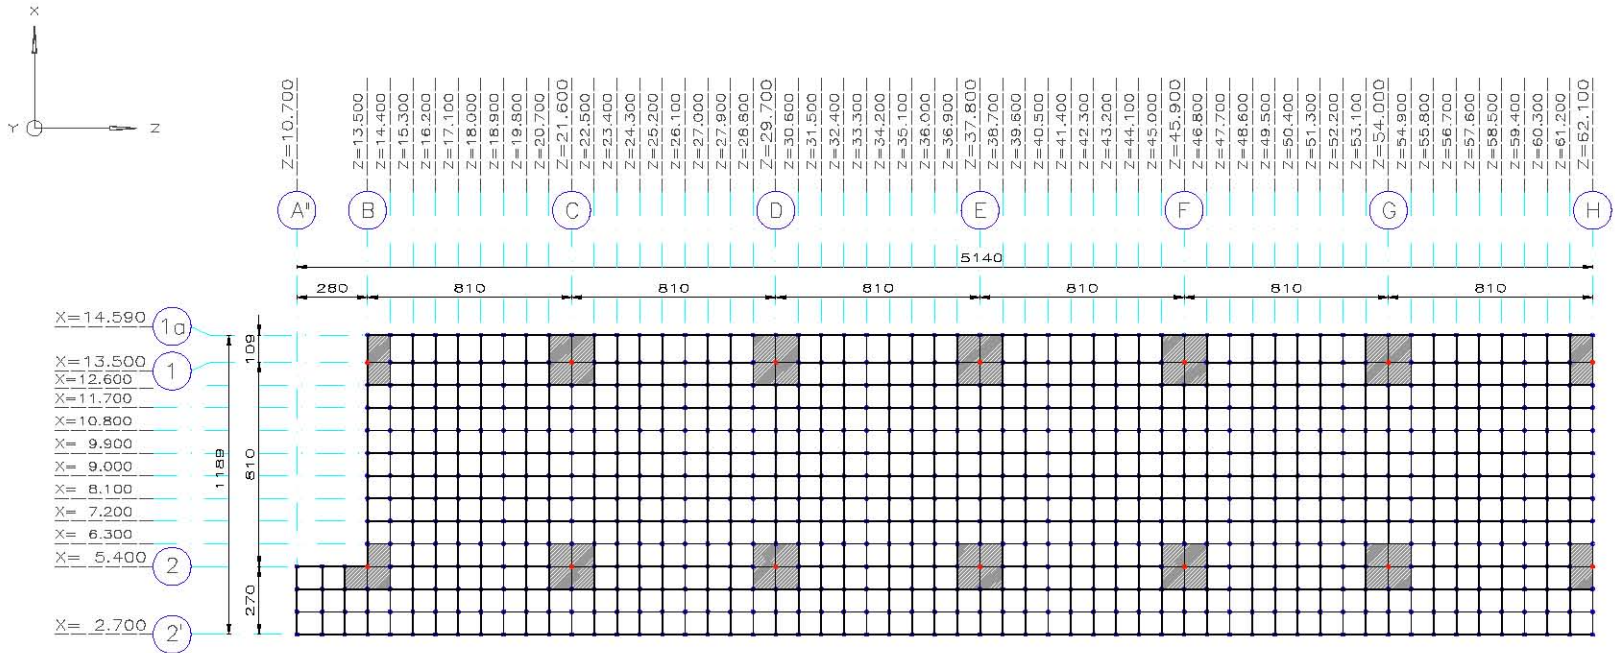 X
Y
Z
Z=10.700
Z=13.500
Z=14.400
Z=15.300
Z=16.200
Z=17.100
Z=18.000
Z=18.900
Z=19.800
Z=20.700
Z=21.600
Z=22.500
Z=23.400
Z=24.300
Z=25.200
Z=26.100
Z=27.000
Z=27.900
Z=28.800
Z=29.700
Z=30.600
Z=31.500
Z=32.400
Z=33.300
Z=34.200
Z=35.100
Z=36.000
Z=36.900
Z=37.800
Z=38.700
Z=39.600
Z=40.500
Z=41.400
Z=42.300
Z=43.200
Z=44.100
Z=45.000
Z=45.900
Z=46.800
Z=47.700
Z=48.600
Z=49.500
Z=50.400
Z=51.300
Z=52.200
Z=53.100
Z=54.000
Z=54.900
Z=55.800
Z=56.700
Z=57.600
Z=58.500
Z=59.400
Z=60.300
Z=61.200
Z=62.100
A"
B
C
D
E
F
G
H
5140
280
810
810
810
810
810
810
X=14.590
1a
109
X=13.500
1
X=12.600
X=11.700
X=10.800
X= 9.900
X= 9.000
X= 8.100
X= 7.200
X= 6.300
1189
810
X= 5.400
2
270
X= 2.700
2'